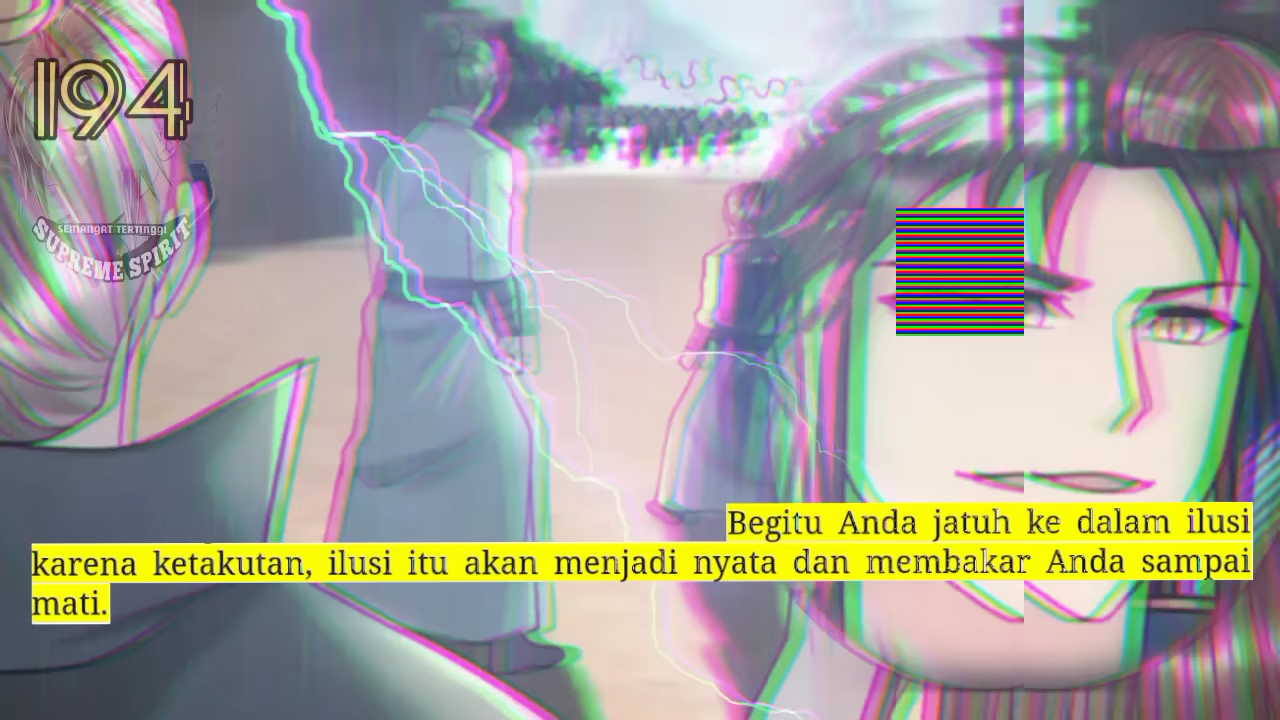 194
SEMANGAT TERTINGGI
SUPREME SPIRIT
Begitu Anda jatuh ke dalam ilusi
karena ketakutan, ilusi itu akan menjadi nyata dan membakar Anda sampai
mati.